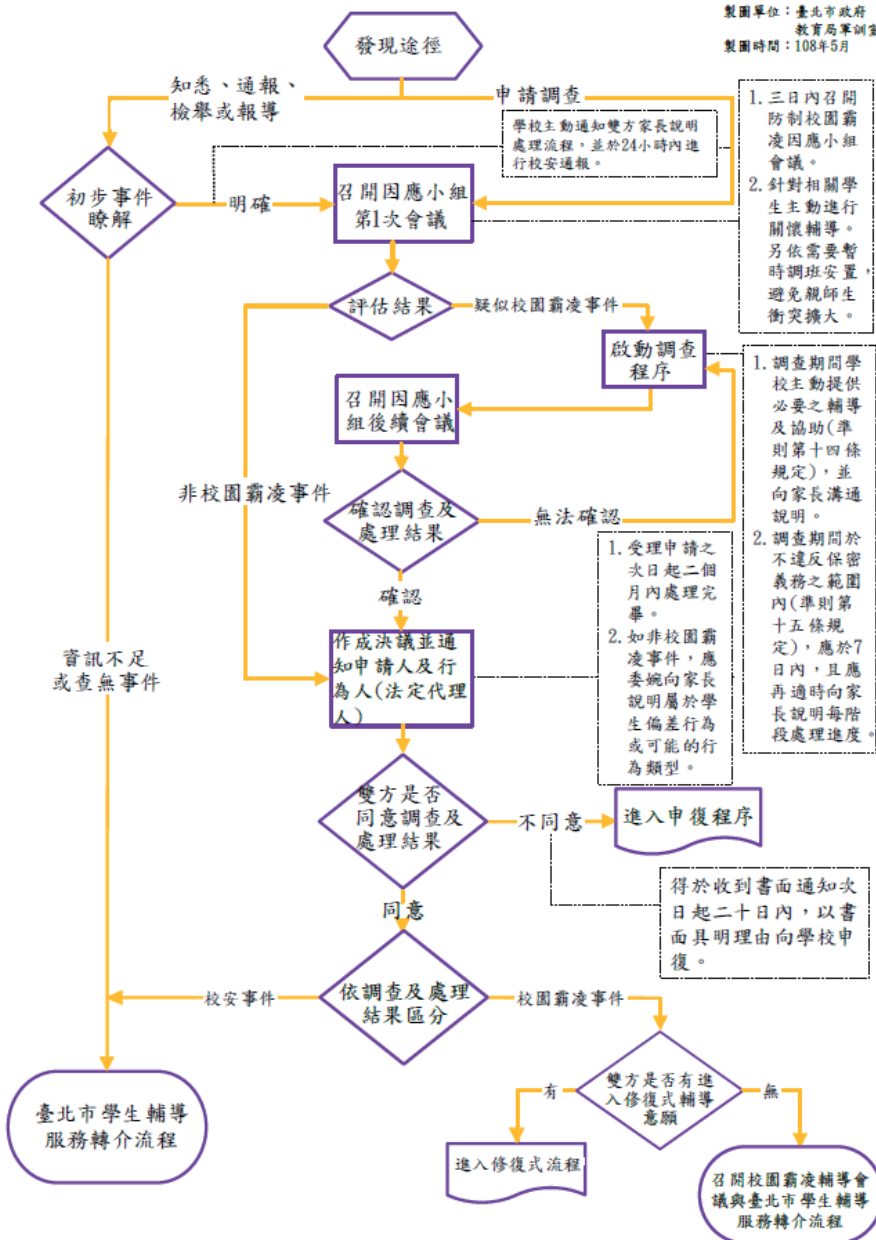 製圖單位：臺北市政府
教育局軍訓室
製圖時間：108年5月
發現途徑
知悉、通報、
檢舉或報導
申請調查
學校主動通知雙方家長說明
處理流程，並於24小時內進
行校安通報。
1. 三日內召開
防制校園霸
凌因應小組
會議。
2. 針對相關學
生主動進行
關懷輔導。
另依需要暫
時調班安置，
避免親師生
衝突擴大。
初步事件
瞭解
明確
召開因應小組
第1次會議
評估結果
疑似校園霸凌事件
啟動調查
程序
召開因應小
組後續會議
1. 調查期間學
校主動提供
必要之輔導
及協助(準
則第十四條
規定)，並
向家長溝通
說明。
2. 調查期間於
不違反保密
義務之範圍
內(準則第
十五條規
定)，應於7
日內，且應
再適時向家
長說明每階
段處理進度。
非校園霸凌事件
確認調查及
處理結果
無法確認
確認
1. 受理申請之
次日起二個
月內處理完
畢。
2. 如非校園霸
凌事件，應
委婉向家長
說明屬於學
生偏差行為
或可能的行
為類型。
作成決議並通
知申請人及行
為人(法定代理
人)
資訊不足
或查無事件
雙方是否
同意調查及
處理結果
不同意
進入申復程序
得於收到書面通知次
日起二十日內，以書
面具明理由向學校申
復。
同意
校安事件
依調查及處理
結果區分
校園霸凌事件
雙方是否有進
入修復式輔導
意願
有
無
臺北市學生輔導
服務轉介流程
進入修復式流程
召開校園霸凌輔導會
議與臺北市學生輔導
服務轉介流程